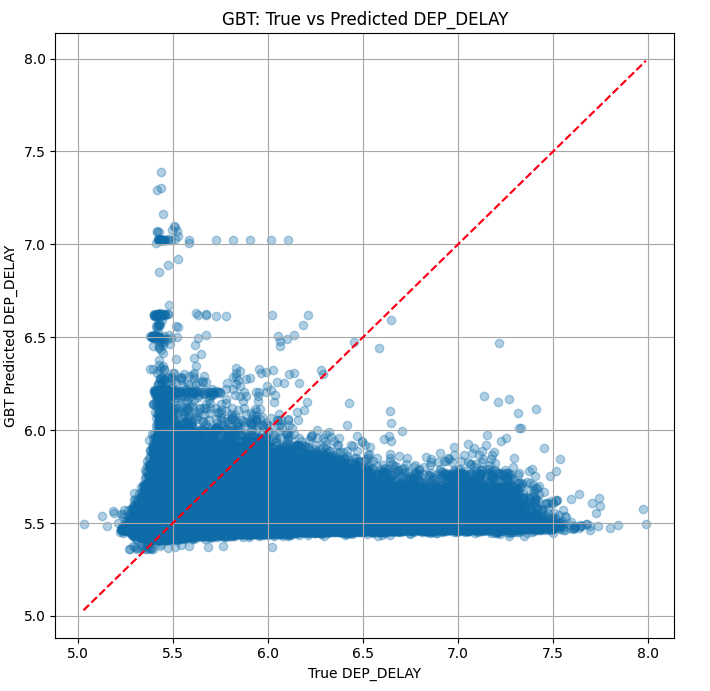 GBT: True vs Predicted DEP_DELAY
8.0
7.5
7.0
6.5
6.0
5.5
5.0
GBT Predicted DEP_DELAY
5.0 5.5 6.0 6.5 7.0 7.5 8.0
True DEP_DELAY